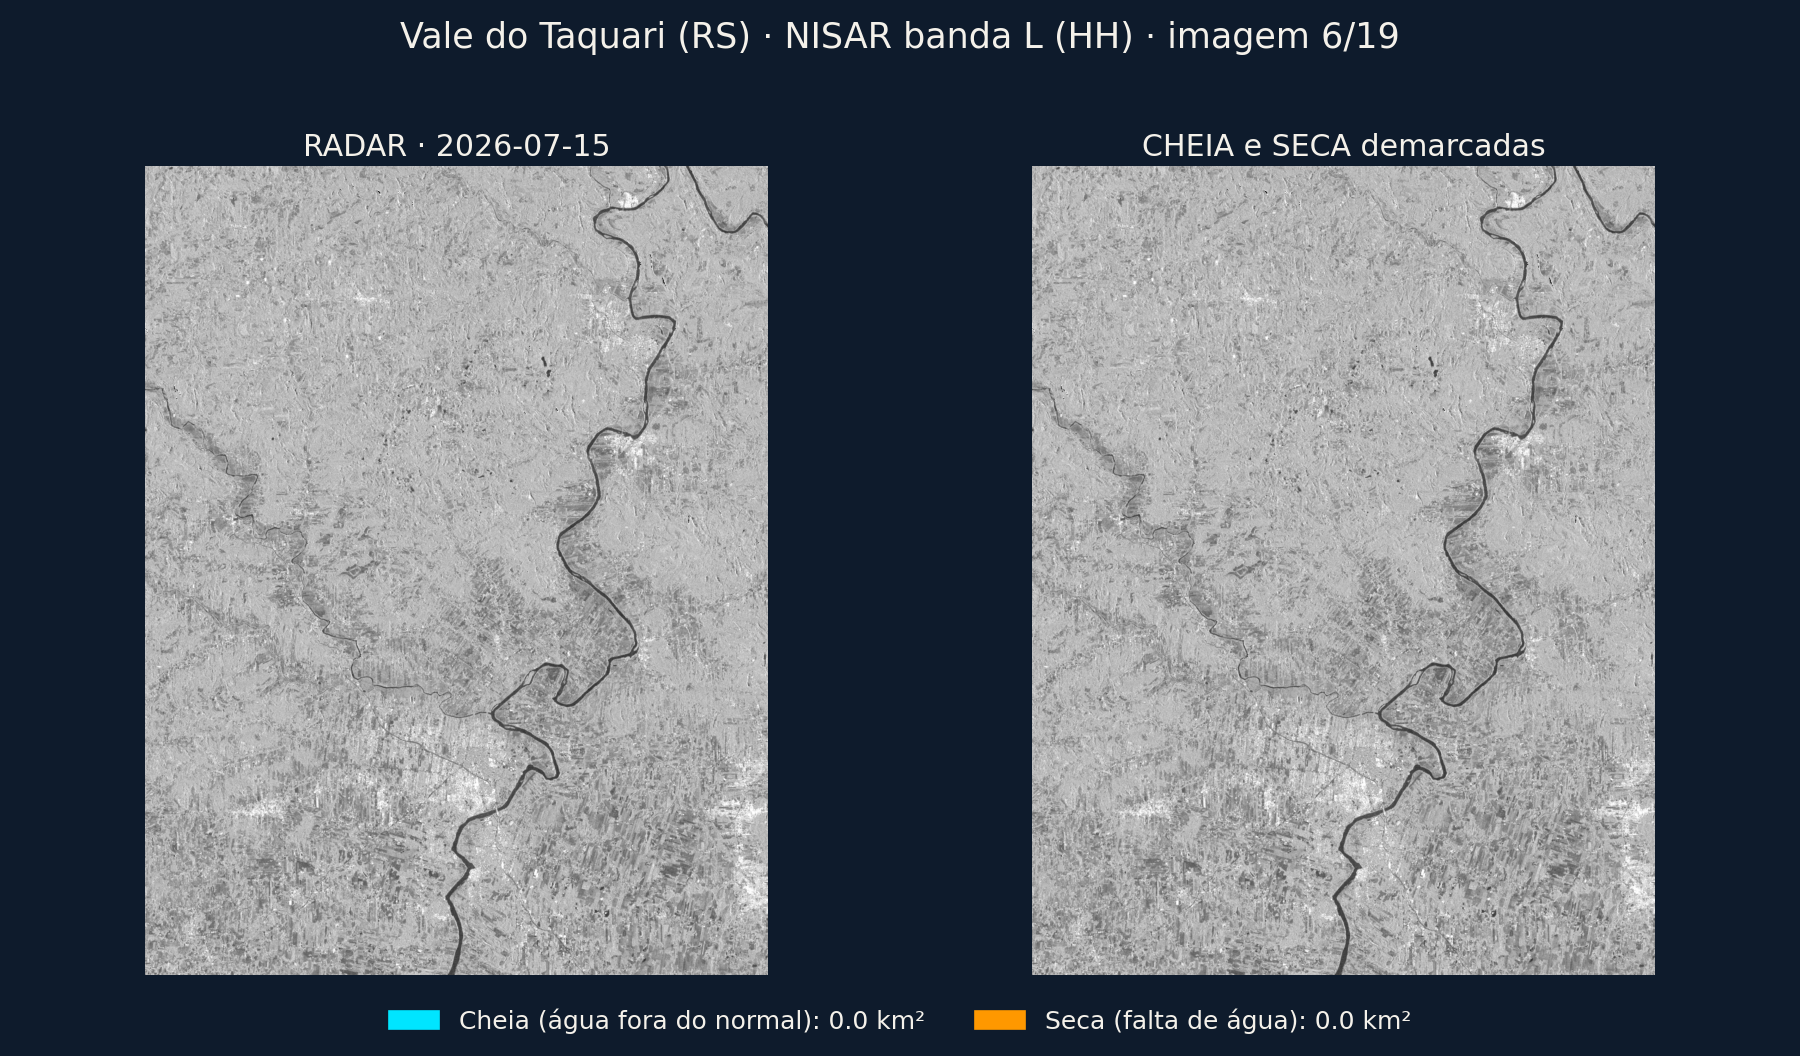 Vale do Taquari (RS) · NISAR banda L (HH) · imagem 6/19
RADAR · 2026-07-15
CHEIA e SECA demarcadas
Cheia (água fora do normal): 0.0 km²
Seca (falta de água): 0.0 km²